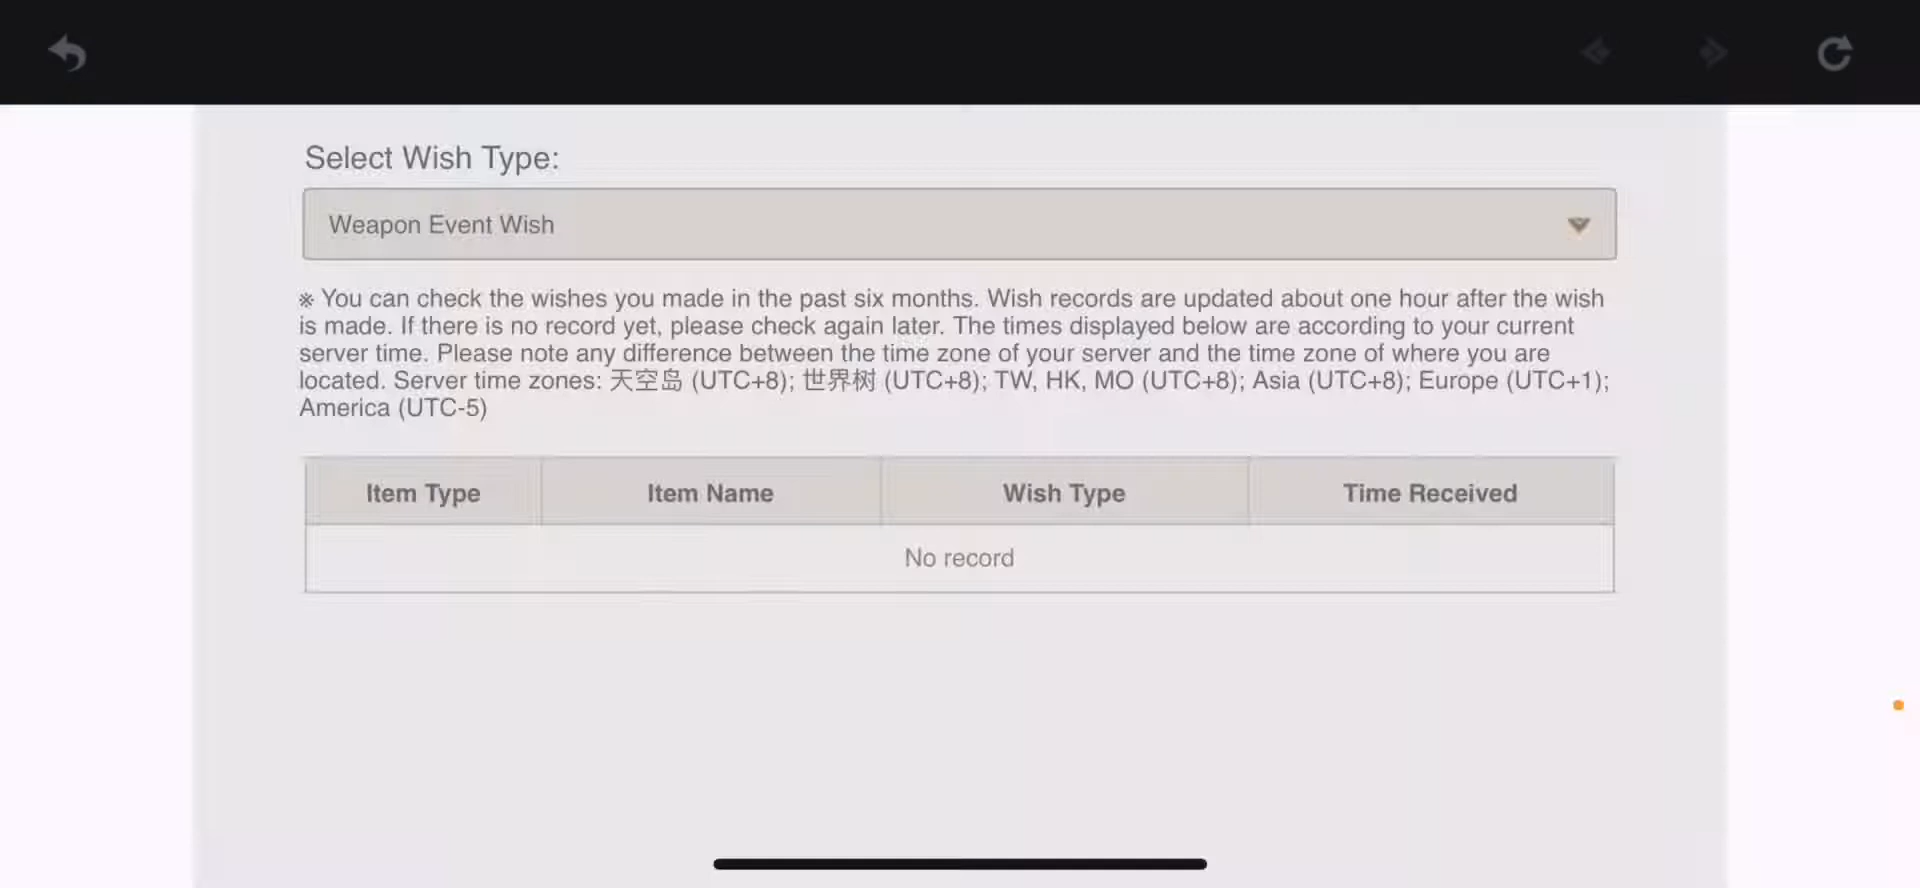 Select Wish Type:
Weapon Event Wish
※ You can check the wishes you made in the past six months. Wish records are updated about one hour after the wish
is made. If there is no record yet, please check again later. The times displayed below are according to your current
server time. Please note any difference between the time zone of your server and the time zone of where you are
located. Server time zones: 天空岛 (UTC+8); 世界树 (UTC+8); TW, HK, MO (UTC+8); Asia (UTC+8); Europe (UTC+1);
America (UTC-5)
Item Type Item Name Wish Type Time Received
No record